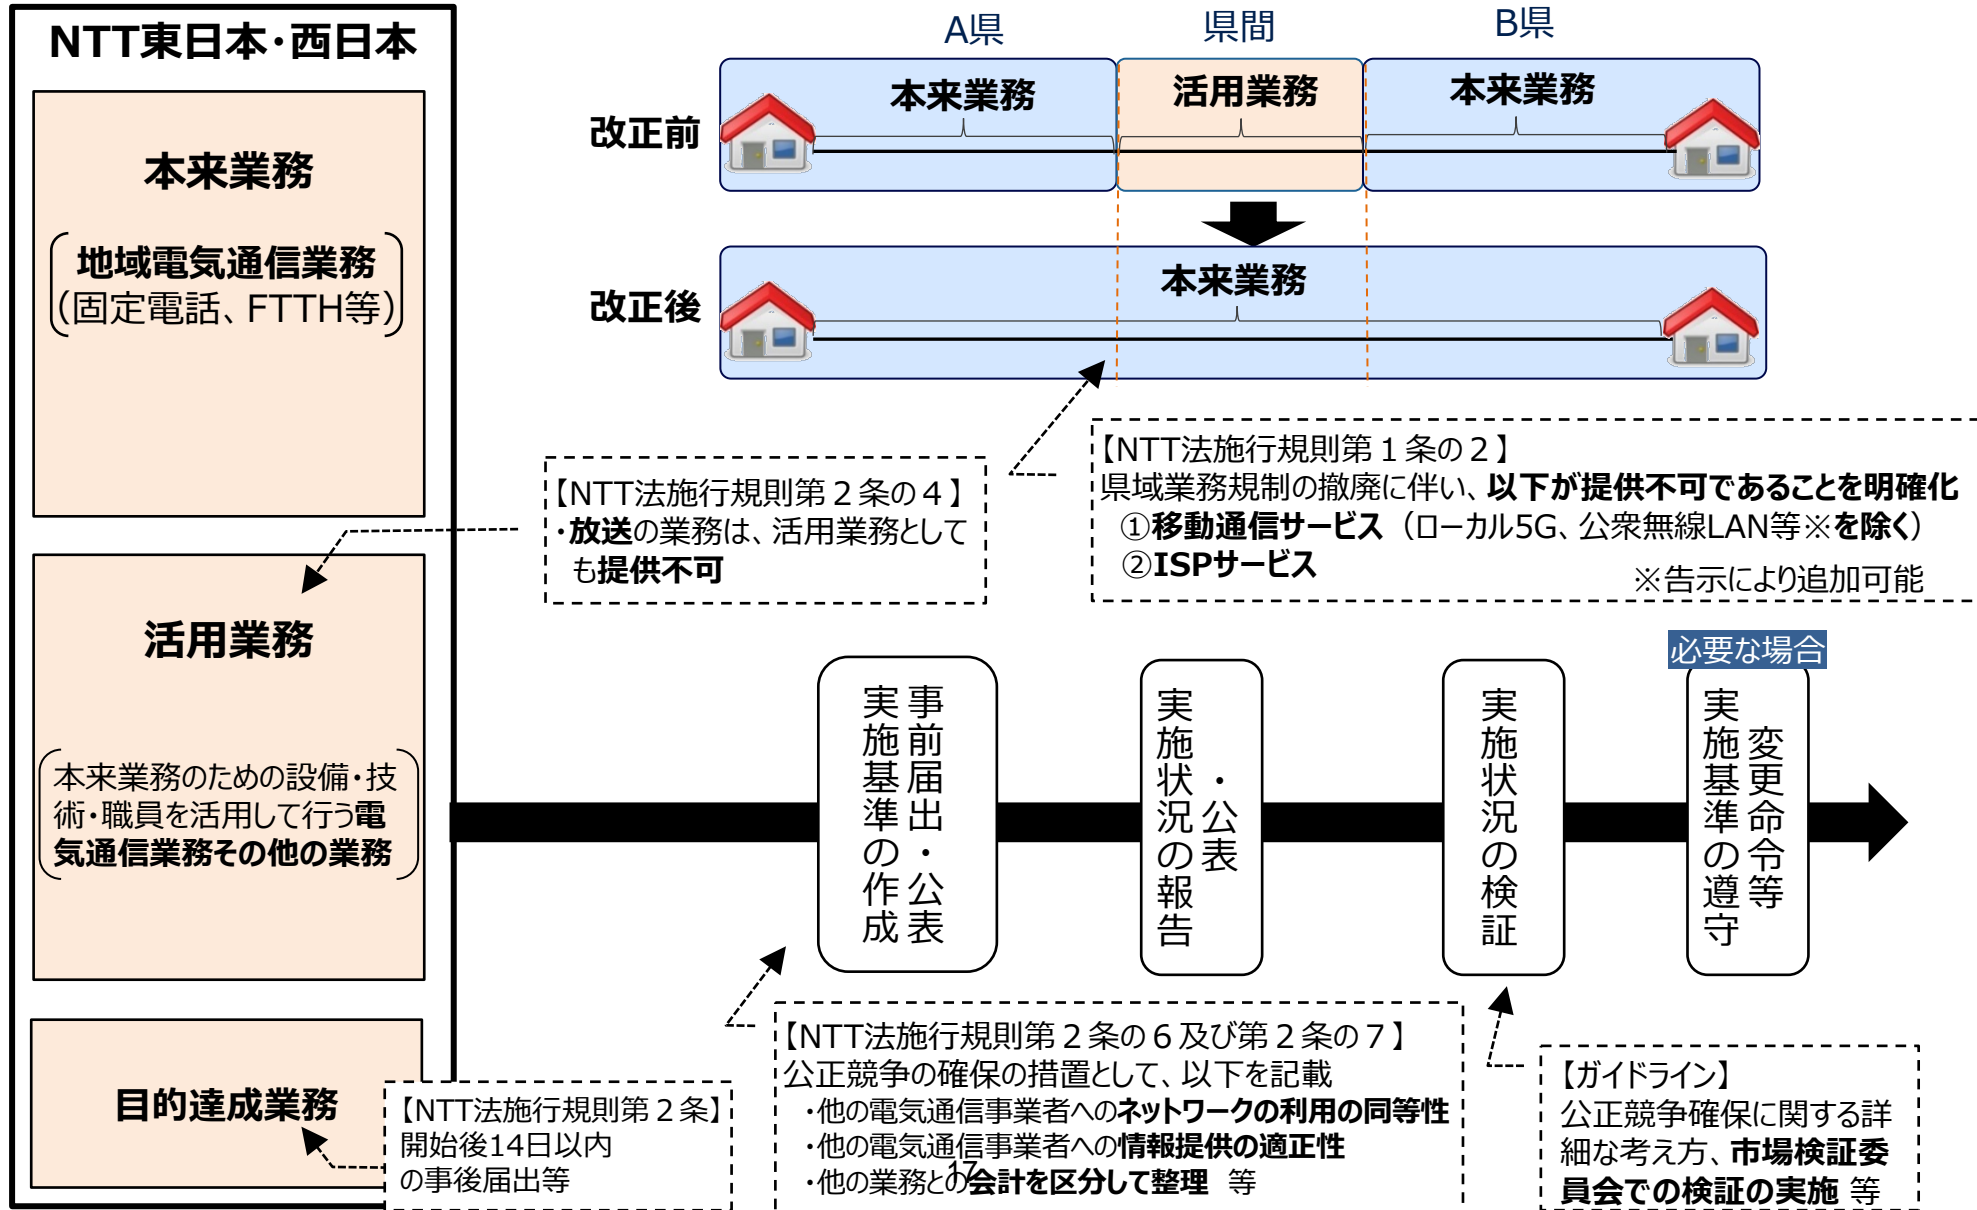 NTT東日本･西日本
本来業務
地域電気通信業務
(固定電話、FTTH等)
活用業務
本来業務のための設備･技
術･職員を活用して行う電
気通信業務その他の業務
目的達成業務
【NTT法施行規則第２条】
開始後14日以内
の事後届出等
A県
県間
B県
改正前
本来業務
活用業務
本来業務
改正後
本来業務
【NTT法施行規則第２条の４】
･放送の業務は、活用業務として
も提供不可
【NTT法施行規則第１条の２】
県域業務規制の撤廃に伴い、以下が提供不可であることを明確化
①移動通信サービス（ローカル5G、公衆無線LAN等※を除く）
②ISPサービス
※告示により追加可能
事前届出・公表
実施基準の作成
実施状況の報告
・公表
実施状況の検証
必要な場合
実施基準の遵守
変更命令等
【NTT法施行規則第２条の６及び第２条の７】
公正競争の確保の措置として、以下を記載
･他の電気通信事業者へのネットワークの利用の同等性
･他の電気通信事業者への情報提供の適正性
･他の業務との会計を区分して整理 等
17
【ガイドライン】
公正競争確保に関する詳
細な考え方、市場検証委
員会での検証の実施 等